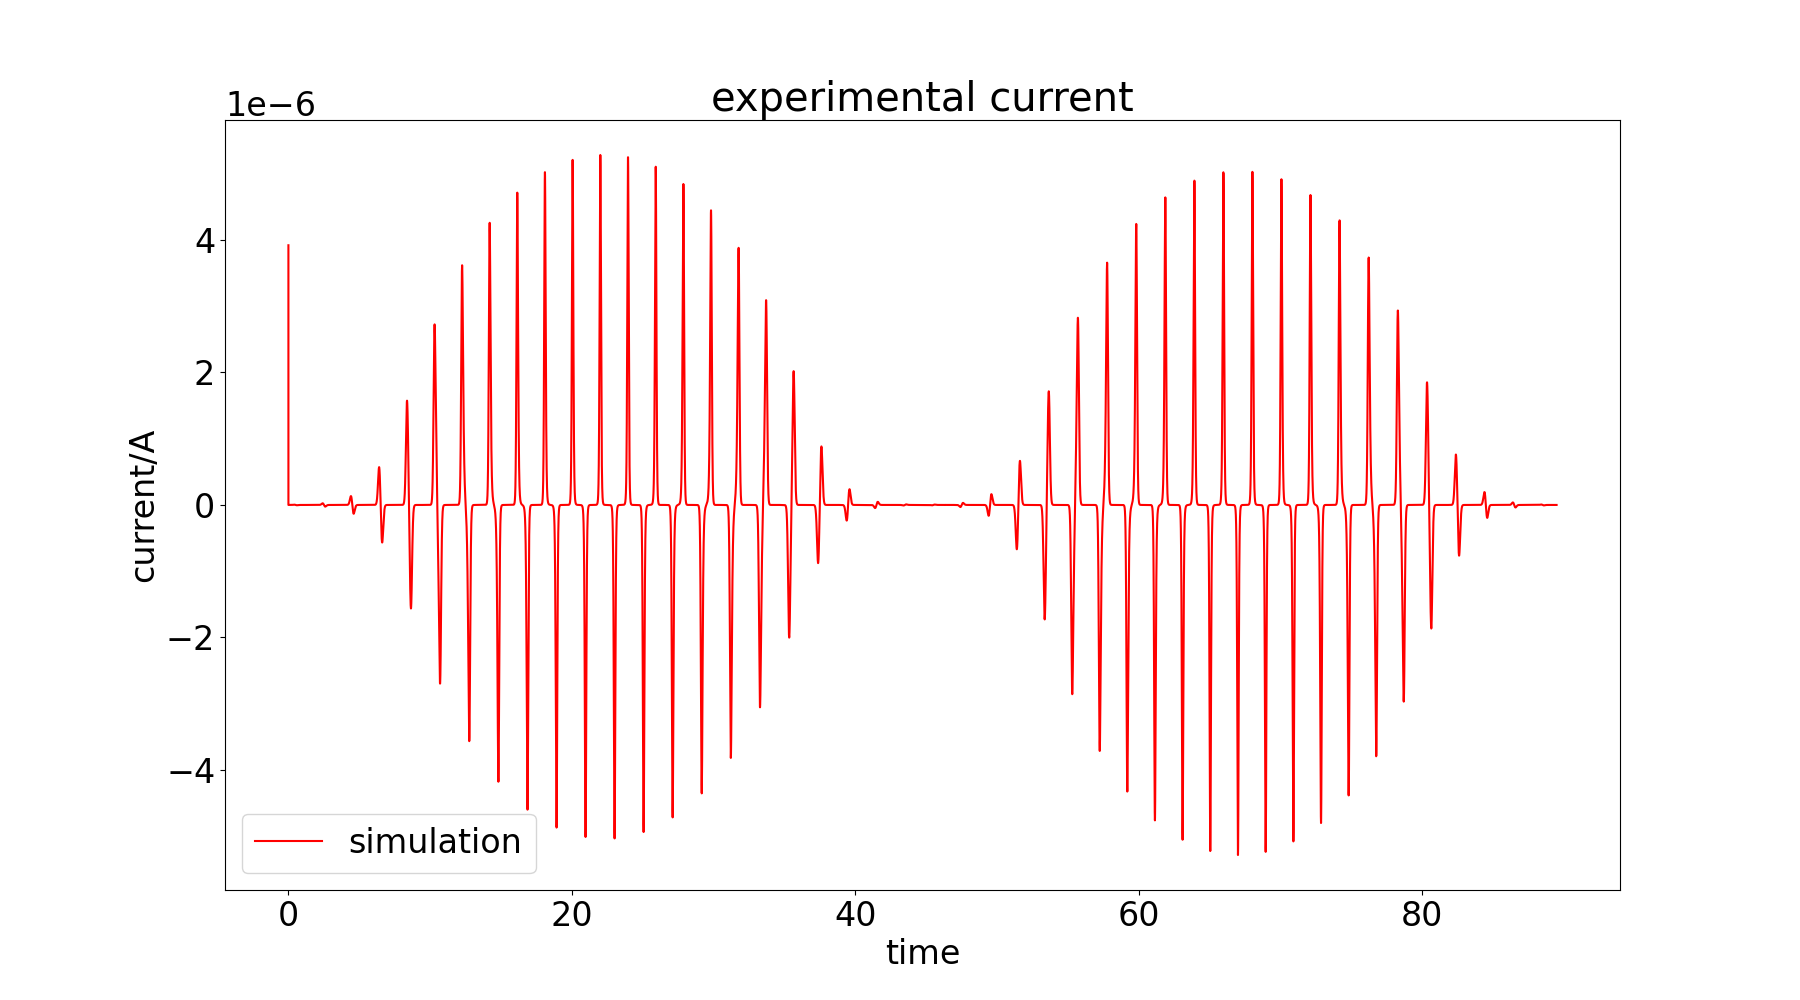 experimental current
1e−6
4
2
0
−2
−4
current/A
simulation
0 20 40 60 80
time